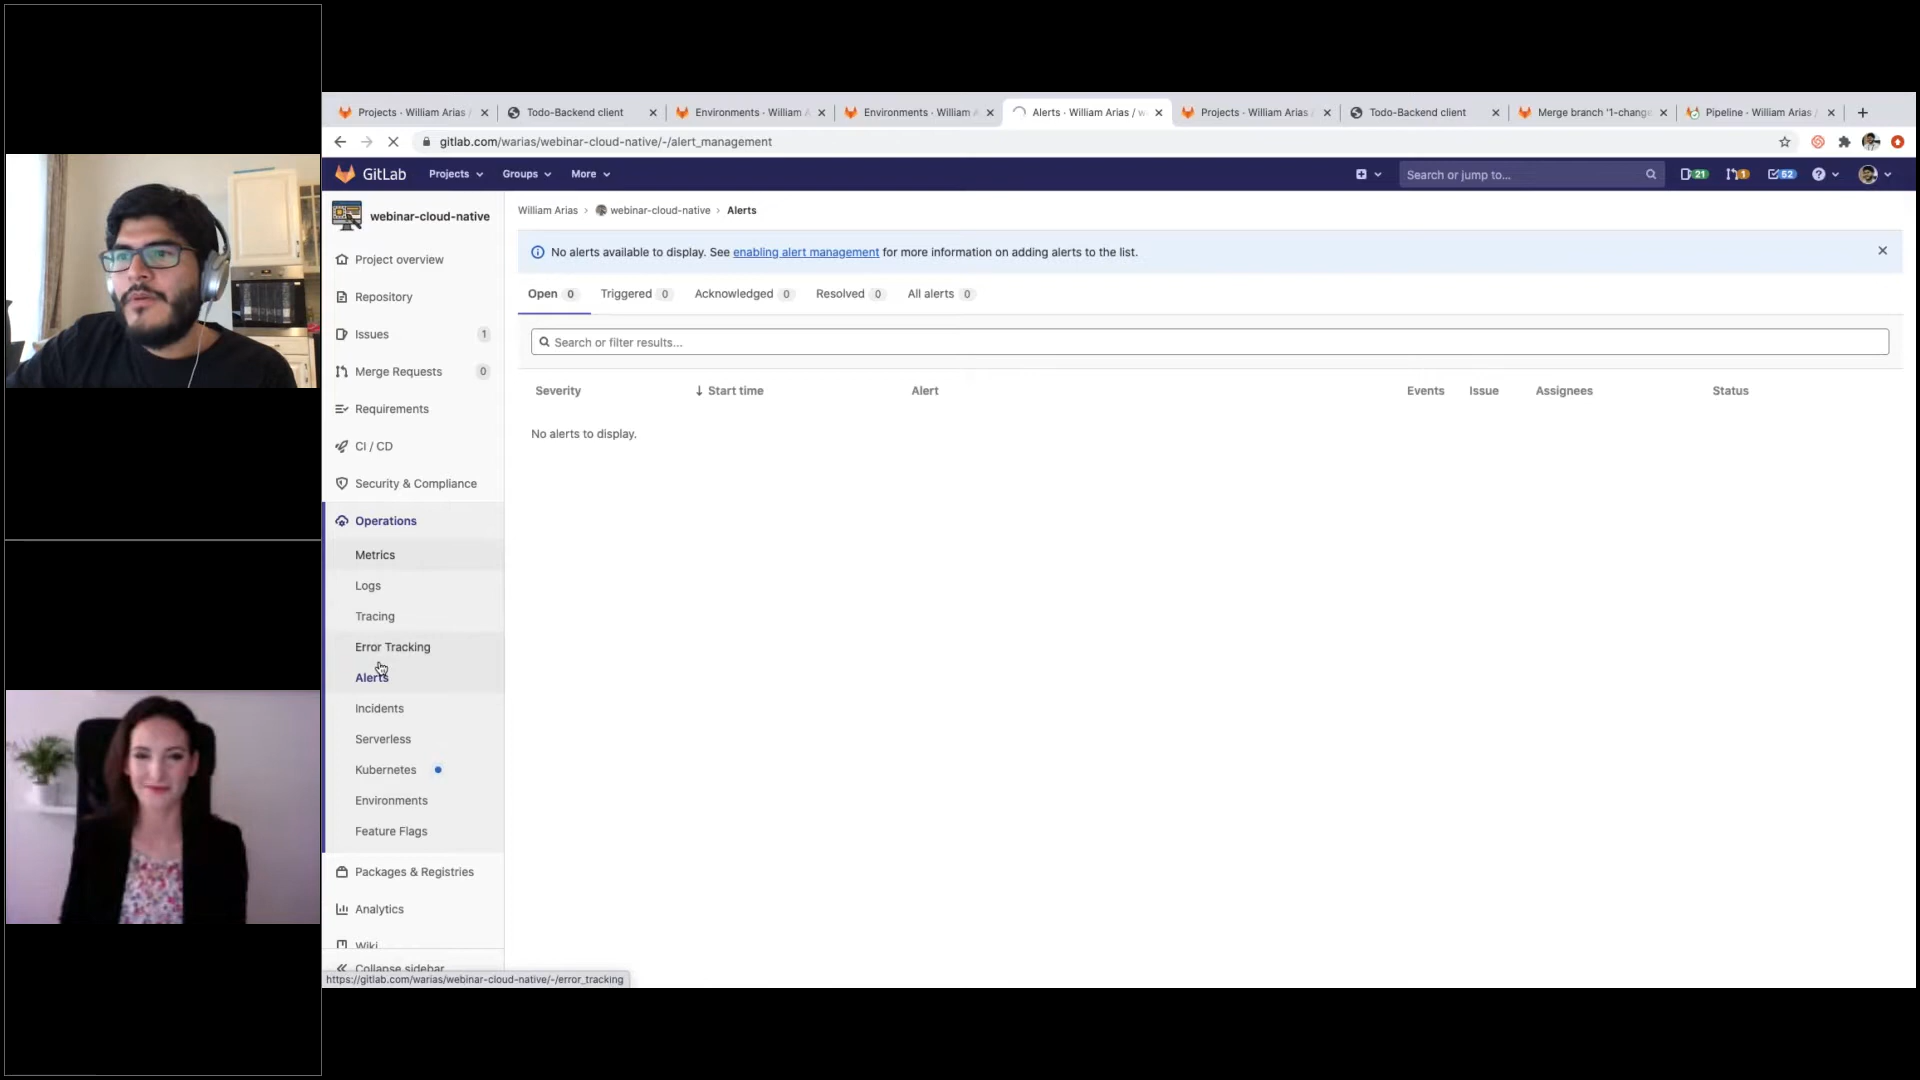 Projects · William Arias /
Todo-Backend client
Environments · William A
Environments · William A
Alerts · William Arias / w
Projects · William Arias
Todo-Backend client
Merge branch '1-change
Pipeline · William Arias /
gitlab.com/warias/webinar-cloud-native/-/alert_management
GitLab Projects Groups More Search or jump to... 21 1 52
webinar-cloud-native
William Arias › webinar-cloud-native › Alerts
Project overview
Repository
Issues 1
Merge Requests 0
Requirements
CI / CD
Security & Compliance
Operations
Metrics
Logs
Tracing
Error Tracking
Alerts
Incidents
Serverless
Kubernetes
Environments
Feature Flags
Packages & Registries
Analytics
Wiki
Collapse sidebar
https://gitlab.com/warias/webinar-cloud-native/-/error_tracking
No alerts available to display. See enabling alert management for more information on adding alerts to the list.
Open 0 Triggered 0 Acknowledged 0 Resolved 0 All alerts 0
Search or filter results...
Severity Start time Alert Events Issue Assignees Status
No alerts to display.